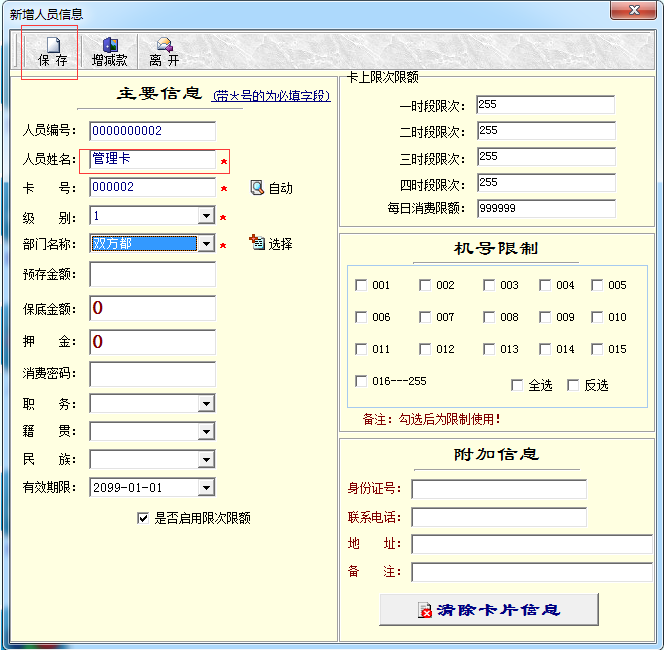 新增人员信息
保 存 增减款 离 开
主要信息 (带*号的为必填字段)
人员编号: 0000000002
人员姓名: 管理卡 *
卡 号: 000002 * 自动
级 别: 1 *
部门名称: 双方都 * 选择
预存金额:
保底金额: 0
押 金: 0
消费密码:
职 务:
籍 贯:
民 族:
有效期限: 2099-01-01
是否启用限次限额
卡上限次限额
一时段限次: 255
二时段限次: 255
三时段限次: 255
四时段限次: 255
每日消费限额: 999999
机号限制
001 002 003 004 005
006 007 008 009 010
011 012 013 014 015
016---255 全选 反选
备注: 勾选后为限制使用!
附加信息
身份证号:
联系电话:
地 址:
备 注:
清除卡片信息